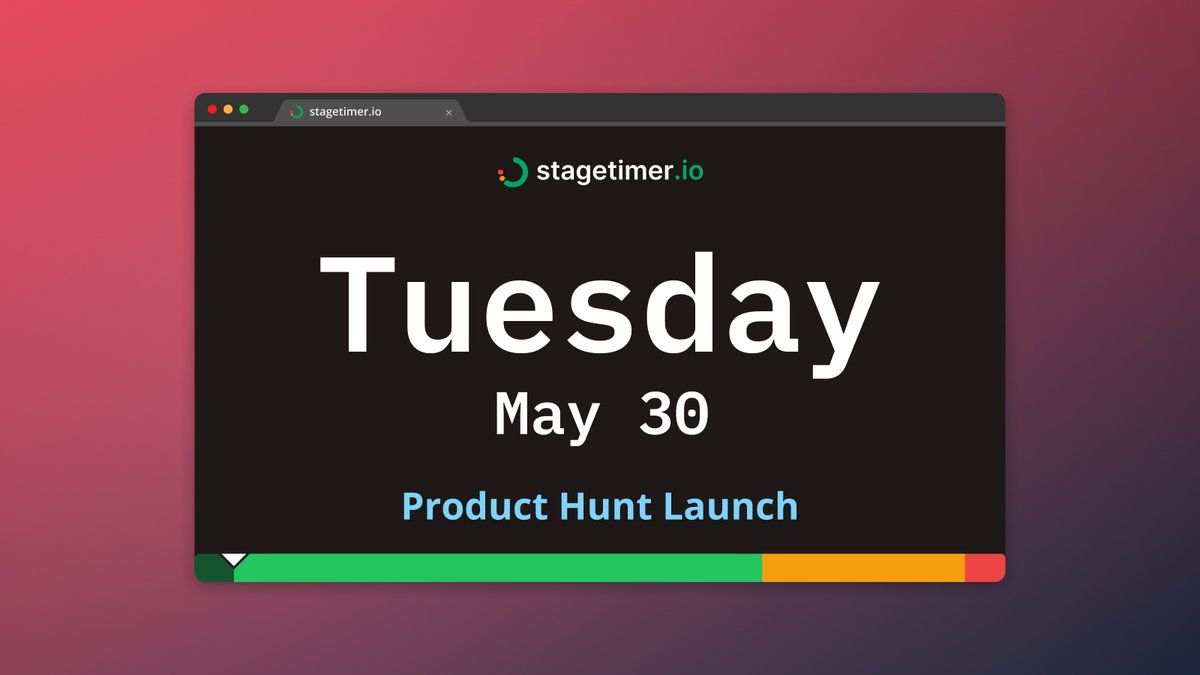 stagetimer.io ×
stagetimer.io
Tuesday
May 30
Product Hunt Launch